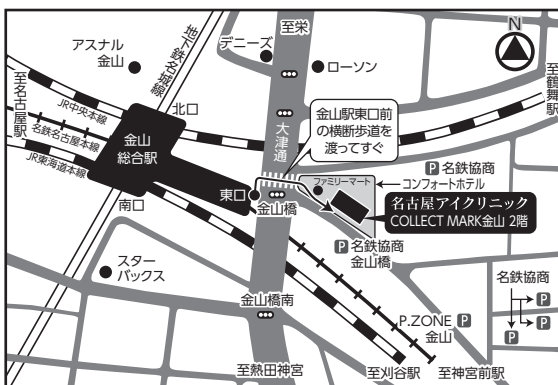 至栄
N
アスナル
金山
地下鉄名城線
デニーズ
ローソン
至鶴舞駅
至名古屋駅
JR中央本線
名鉄名古屋本線
JR東海道本線
北口
金山
総合駅
大津通
金山駅東口前
の横断歩道を
渡ってすぐ
P 名鉄協商
ファミリーマート
コンフォートホテル
東口
金山橋
名古屋アイクリニック
COLLECT MARK金山 2階
南口
P 名鉄協商
金山橋
スター
バックス
名鉄協商
P
P
P
金山橋南
P.ZONE P
金山
至熱田神宮
至刈谷駅
至神宮前駅